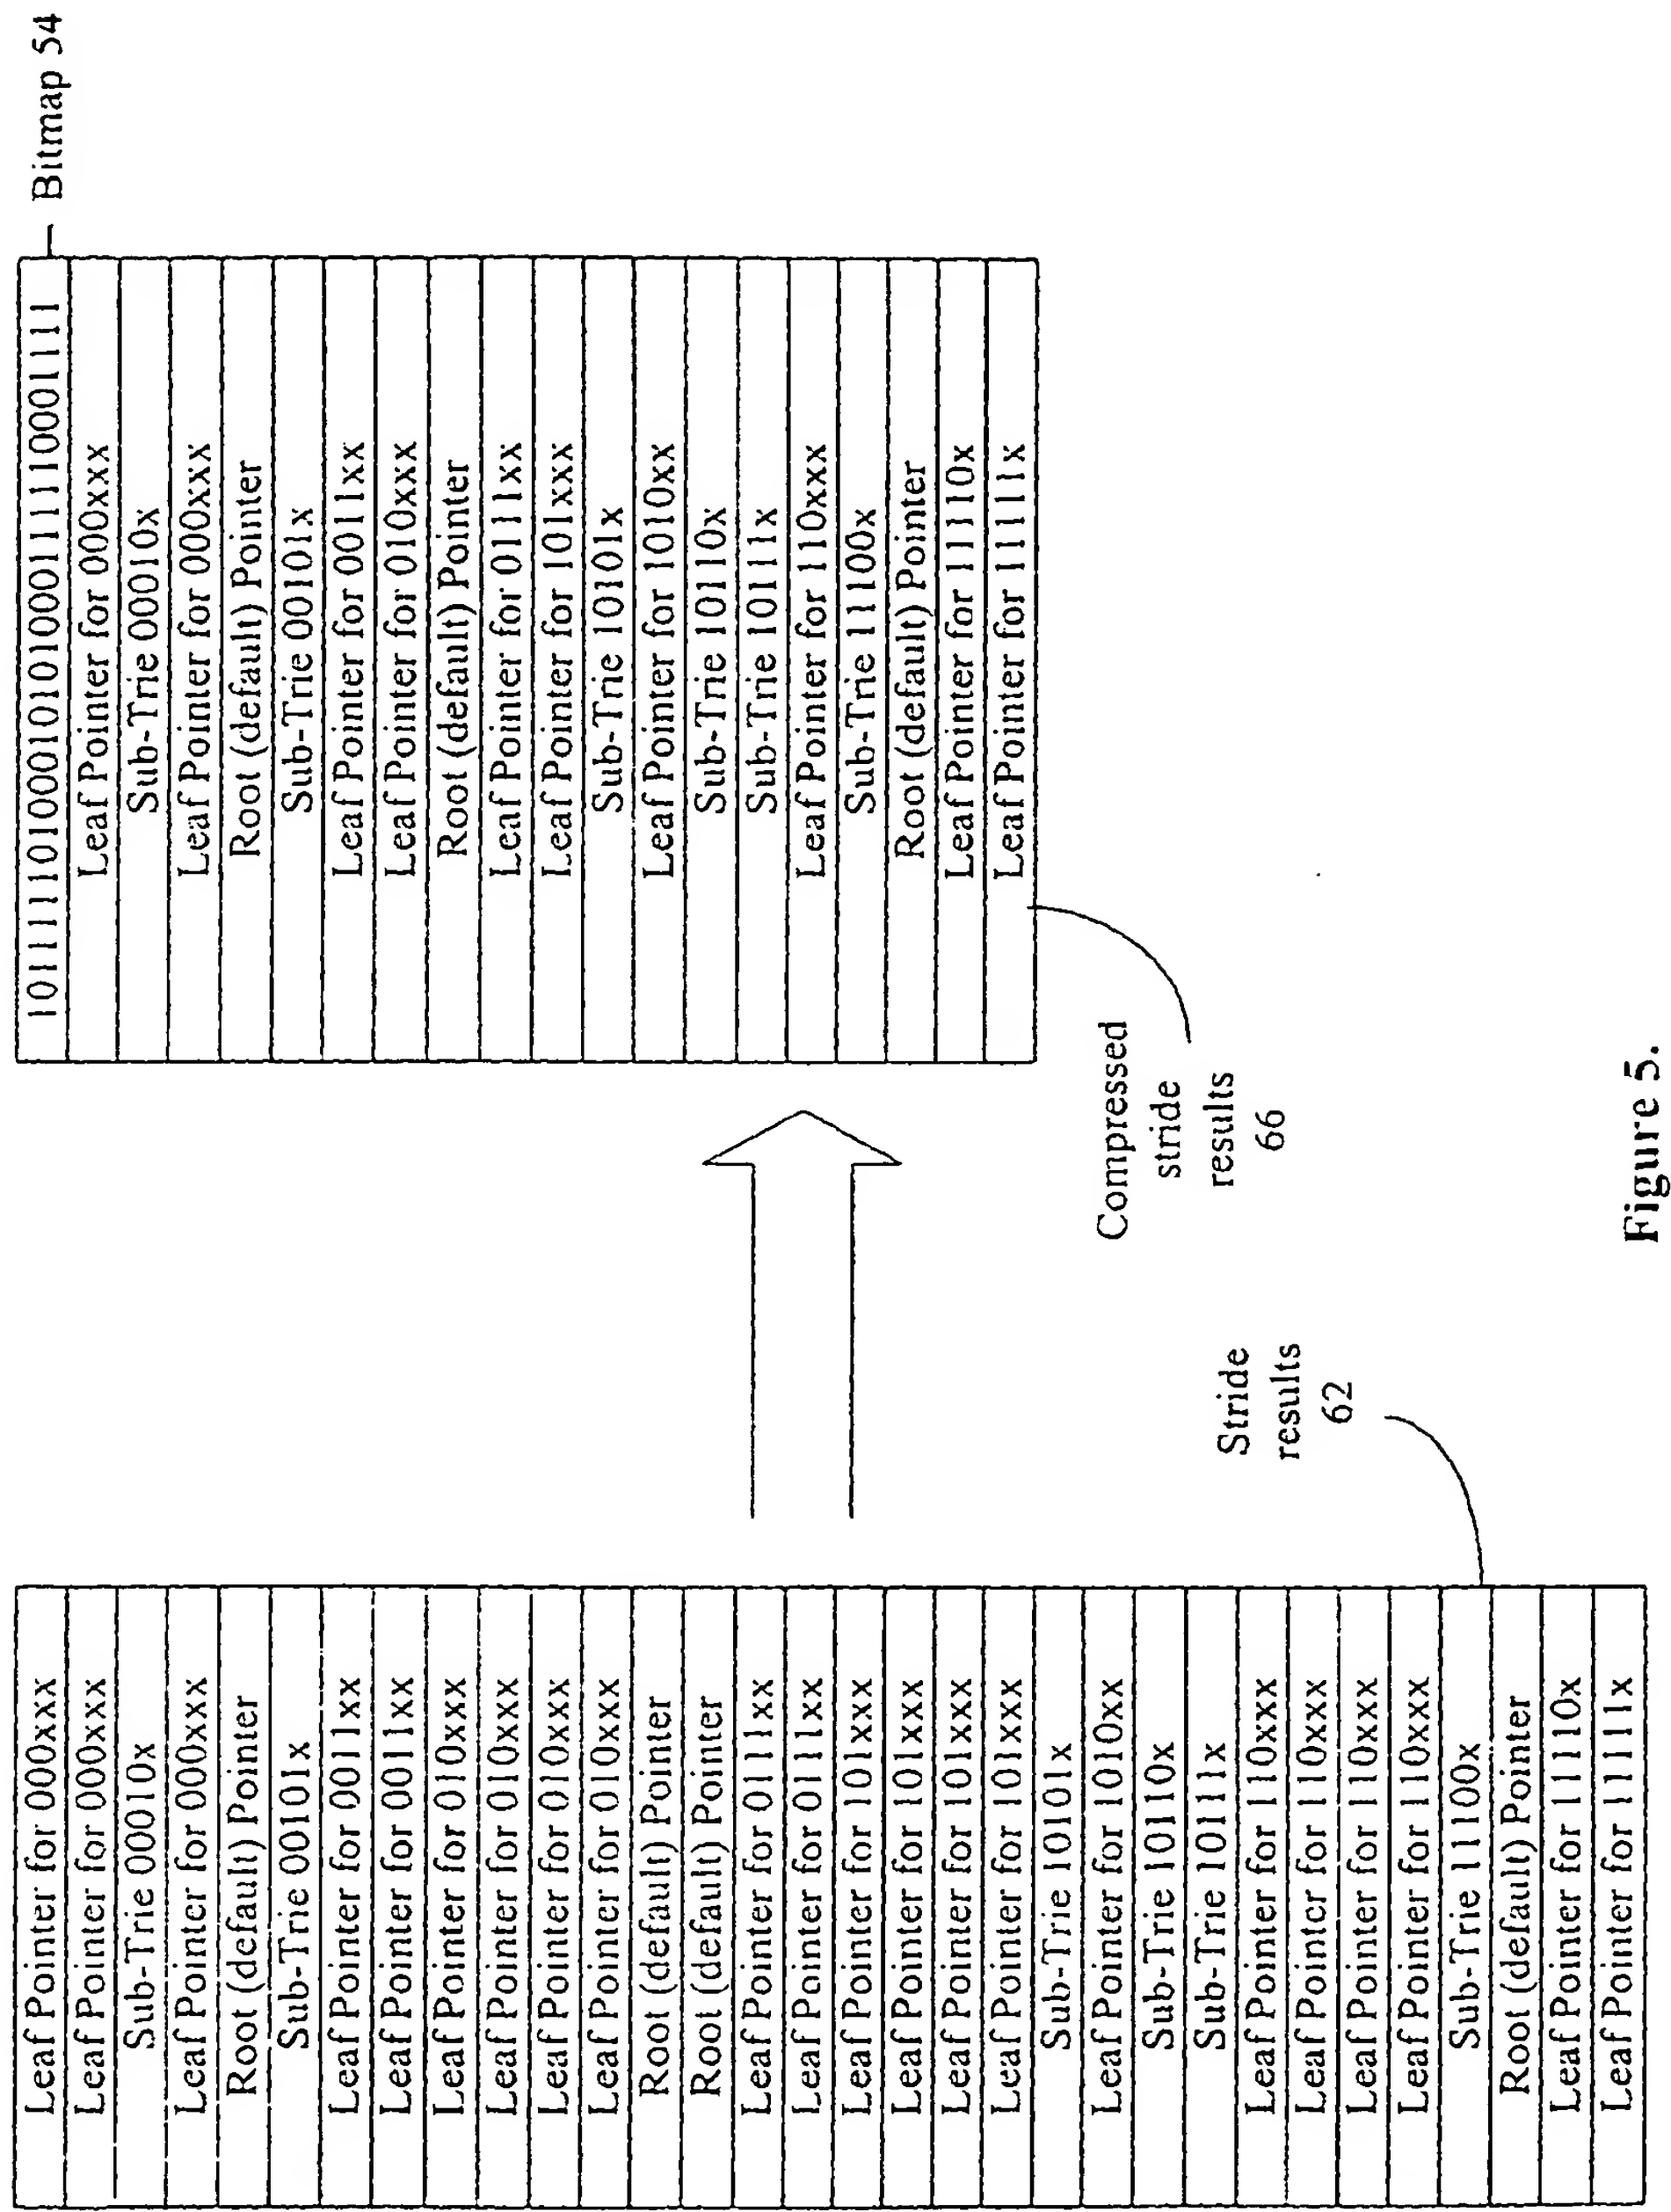 Leaf Pointer for 000xxx
Leaf Pointer for 000xxx
Sub-Trie 00010x
Leaf Pointer for 000xxx
Root (default) Pointer
Sub-Trie 00101x
Leaf Pointer for 0011xx
Leaf Pointer for 0011xx
Leaf Pointer for 010xxx
Leaf Pointer for 010xxx
Leaf Pointer for 010xxx
Leaf Pointer for 010xxx
Root (default) Pointer
Root (default) Pointer
Leaf Pointer for 0111xx
Leaf Pointer for 0111xx
Leaf Pointer for 101xxx
Leaf Pointer for 101xxx
Leaf Pointer for 101xxx
Leaf Pointer for 101xxx
Sub-Trie 10101x
Leaf Pointer for 1010xx
Sub-Trie 10110x
Sub-Trie 10111x
Leaf Pointer for 110xxx
Leaf Pointer for 110xxx
Leaf Pointer for 110xxx
Leaf Pointer for 110xxx
Sub-Trie 11100x
Root (default) Pointer
Leaf Pointer for 11110x
Leaf Pointer for 11111x
Stride
results
62
10111110100010101000111110001111
Bitmap 54
Leaf Pointer for 000xxx
Sub-Trie 00010x
Leaf Pointer for 000xxx
Root (default) Pointer
Sub-Trie 00101x
Leaf Pointer for 0011xx
Leaf Pointer for 010xxx
Root (default) Pointer
Leaf Pointer for 0111xx
Leaf Pointer for 101xxx
Sub-Trie 10101x
Leaf Pointer for 1010xx
Sub-Trie 10110x
Sub-Trie 10111x
Leaf Pointer for 110xxx
Sub-Trie 11100x
Root (default) Pointer
Leaf Pointer for 11110x
Leaf Pointer for 11111x
Compressed
stride
results
66
Figure 5.